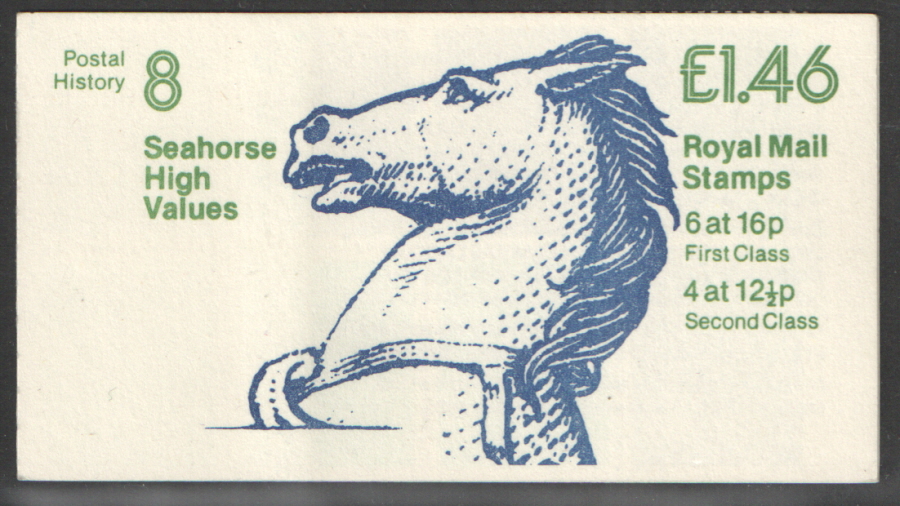 Postal
History
8
Seahorse
High
Values
£1.46
Royal Mail
Stamps
6 at 16p
First Class
4 at 12½p
Second Class